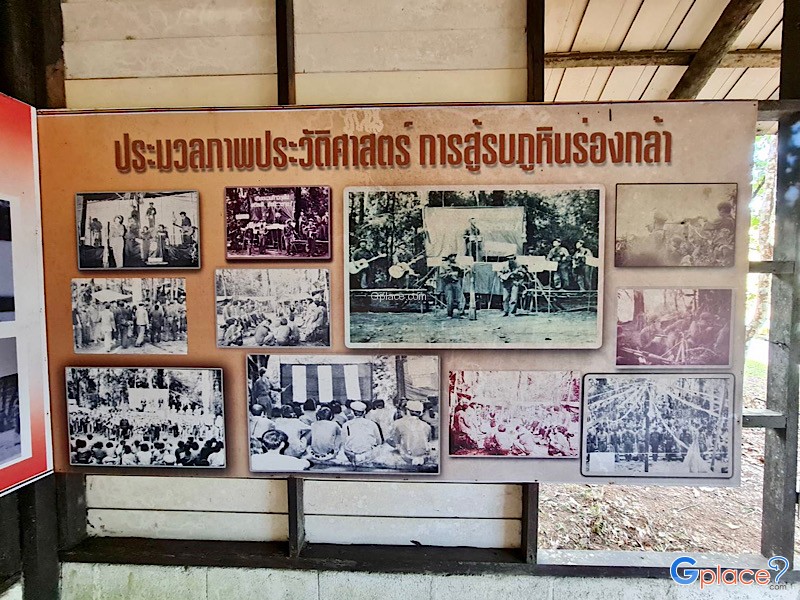 ประมวลภาพประวัติศาสตร์ การสู้รบภูหินร่องกล้า
Gplace.com
Gplace?.com